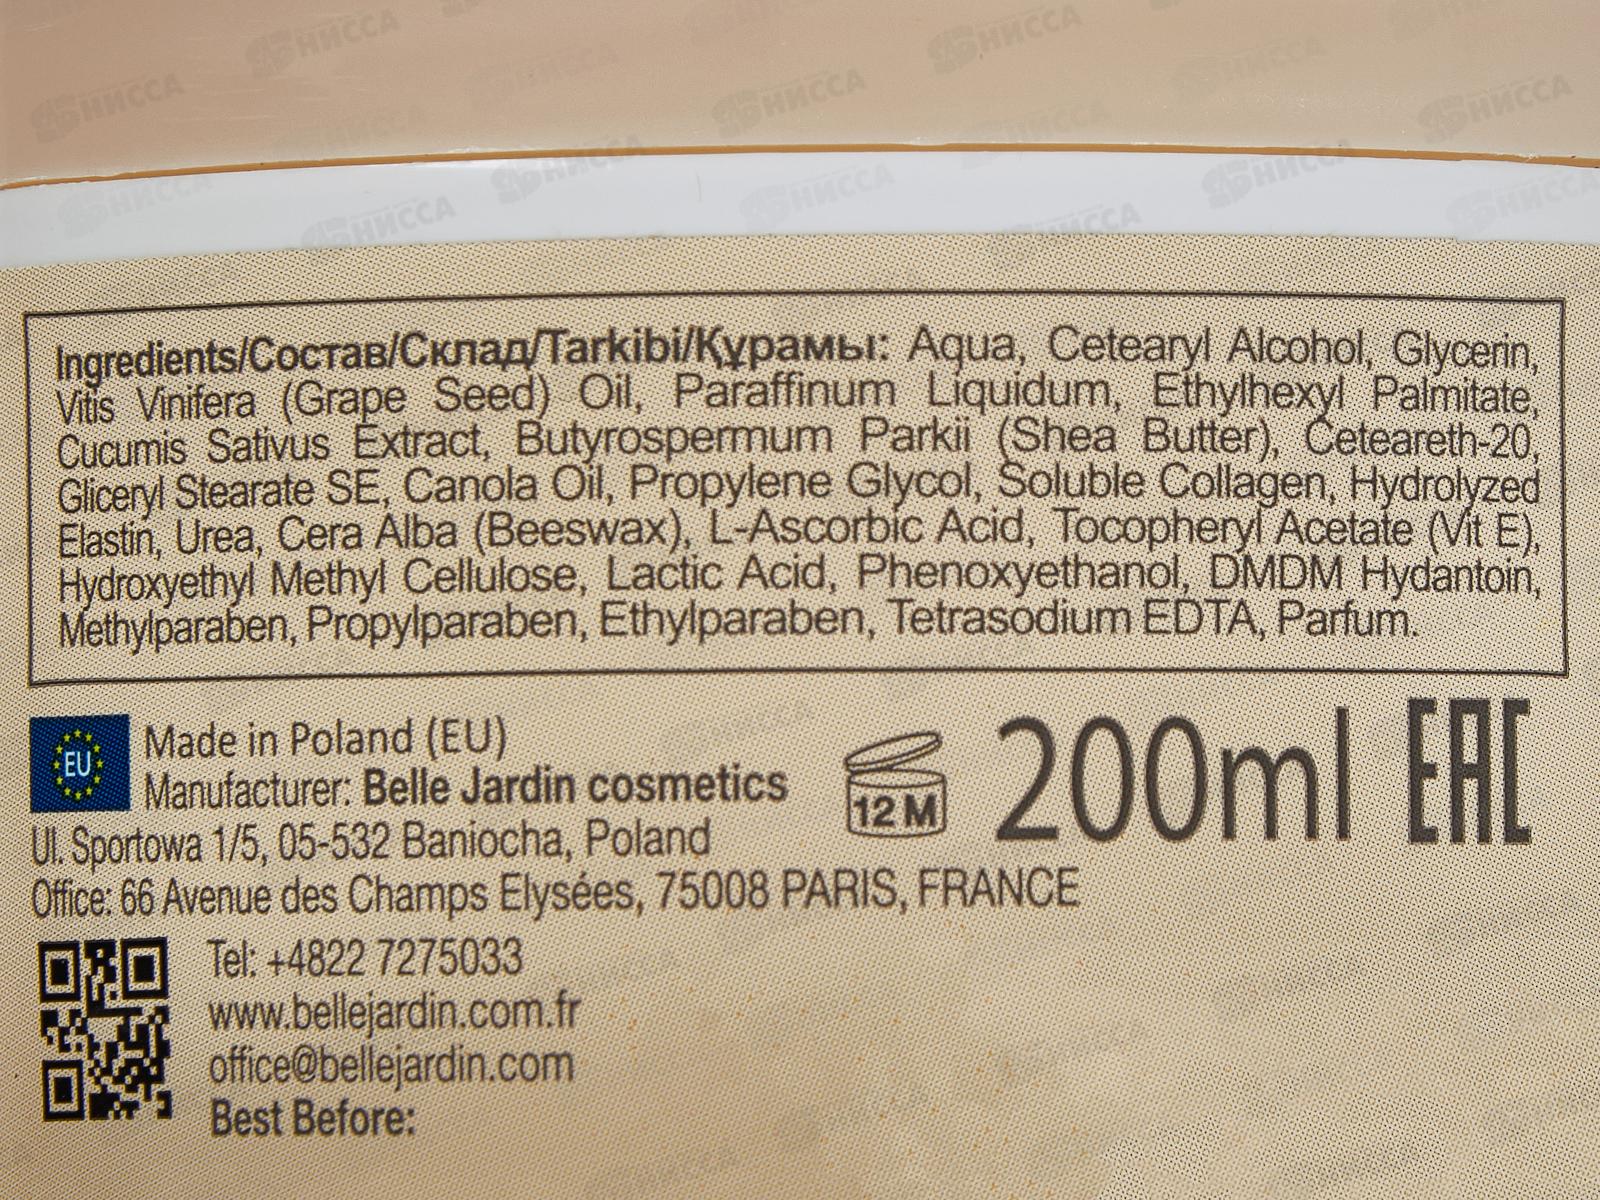 Ingredients/Состав/Склад/Tarkibi/Құрамы: Aqua, Cetearyl Alcohol, Glycerin,
Vitis Vinifera (Grape Seed) Oil, Paraffinum Liquidum, Ethylhexyl Palmitate,
Cucumis Sativus Extract, Butyrospermum Parkii (Shea Butter), Ceteareth-20,
Gliceryl Stearate SE, Canola Oil, Propylene Glycol, Soluble Collagen, Hydrolyzed
Elastin, Urea, Cera Alba (Beeswax), L-Ascorbic Acid, Tocopheryl Acetate (Vit E),
Hydroxyethyl Methyl Cellulose, Lactic Acid, Phenoxyethanol, DMDM Hydantoin,
Methylparaben, Propylparaben, Ethylparaben, Tetrasodium EDTA, Parfum.
EU
Made in Poland (EU)
Manufacturer: Belle Jardin cosmetics
12 M
200ml
EAC
Ul. Sportowa 1/5, 05-532 Baniocha, Poland
Office: 66 Avenue des Champs Elysées, 75008 PARIS, FRANCE
Tel: +4822 7275033
www.bellejardin.com.fr
office@bellejardin.com
Best Before: